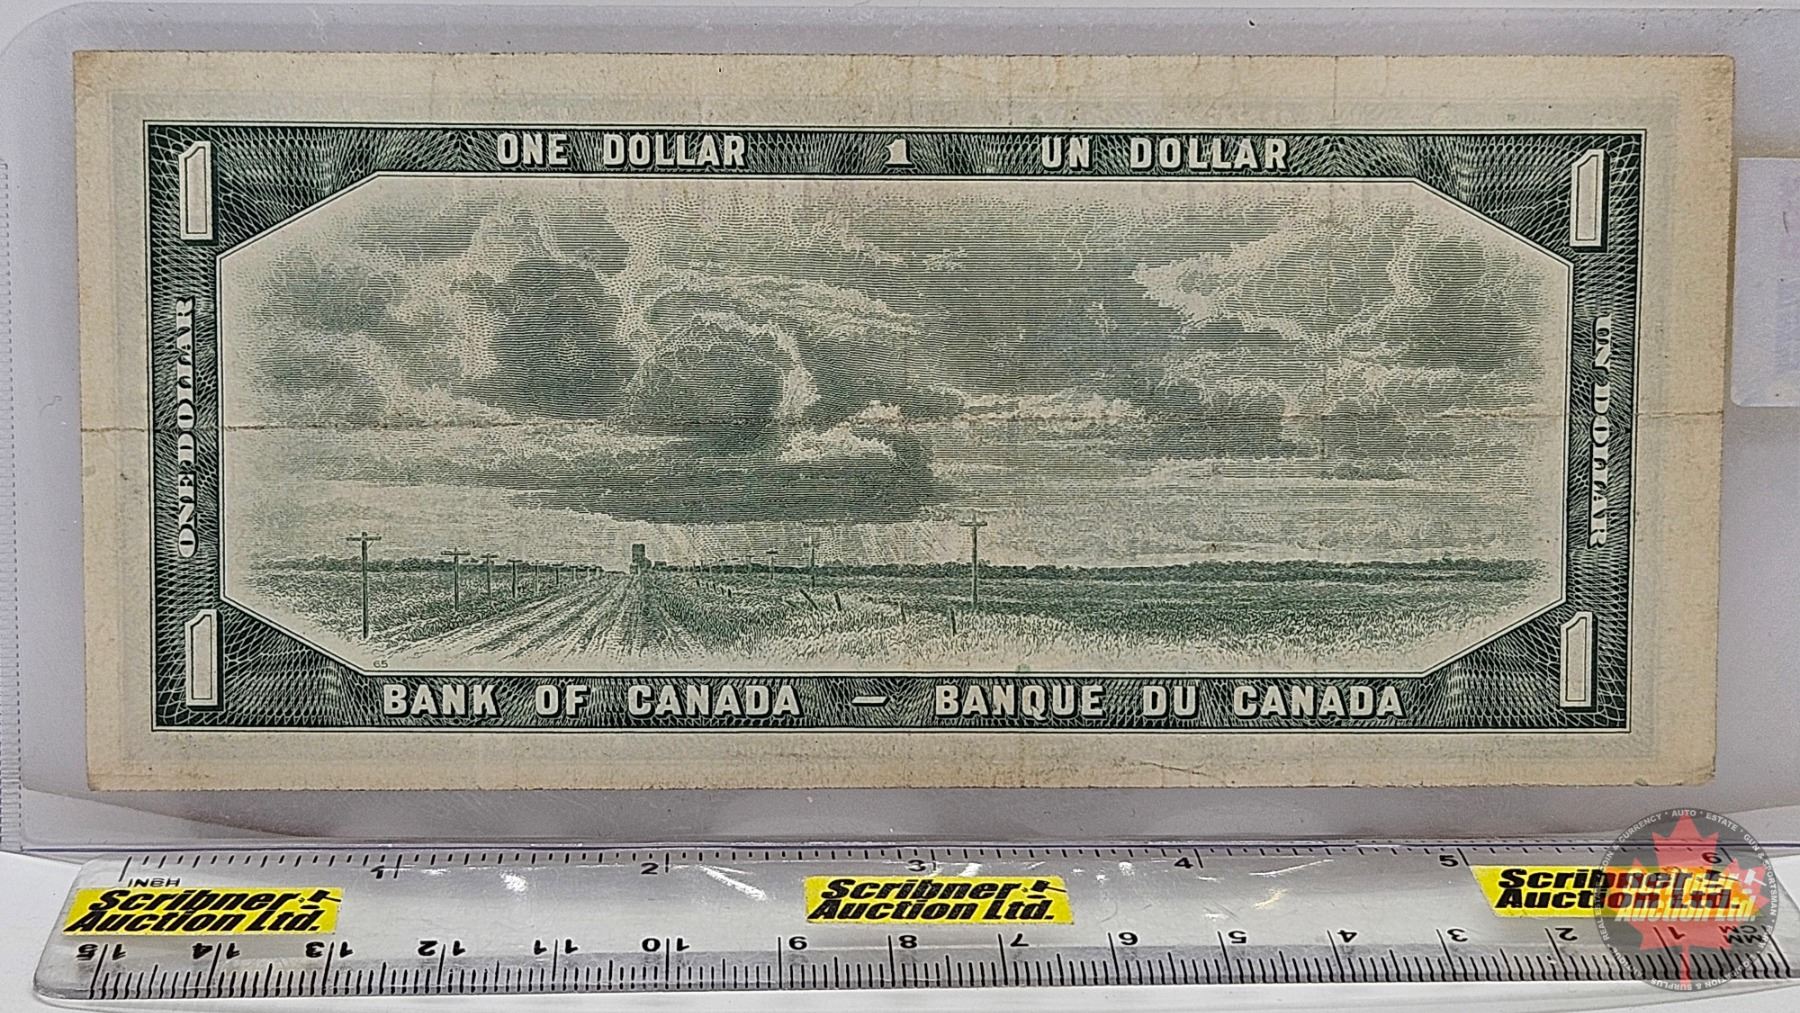 ONE DOLLAR 1 UN DOLLAR
1 1
ONE DOLLAR
UN DOLLAR
1 1
65
BANK OF CANADA — BANQUE DU CANADA
INCH 1 2 3 4 5 6
Scribner
Auction Ltd.
Scribner
Auction Ltd.
Scribner
Auction Ltd.
15 14 13 12 11 10 9 8 7 6 5 4 3 2 1 MM
CM